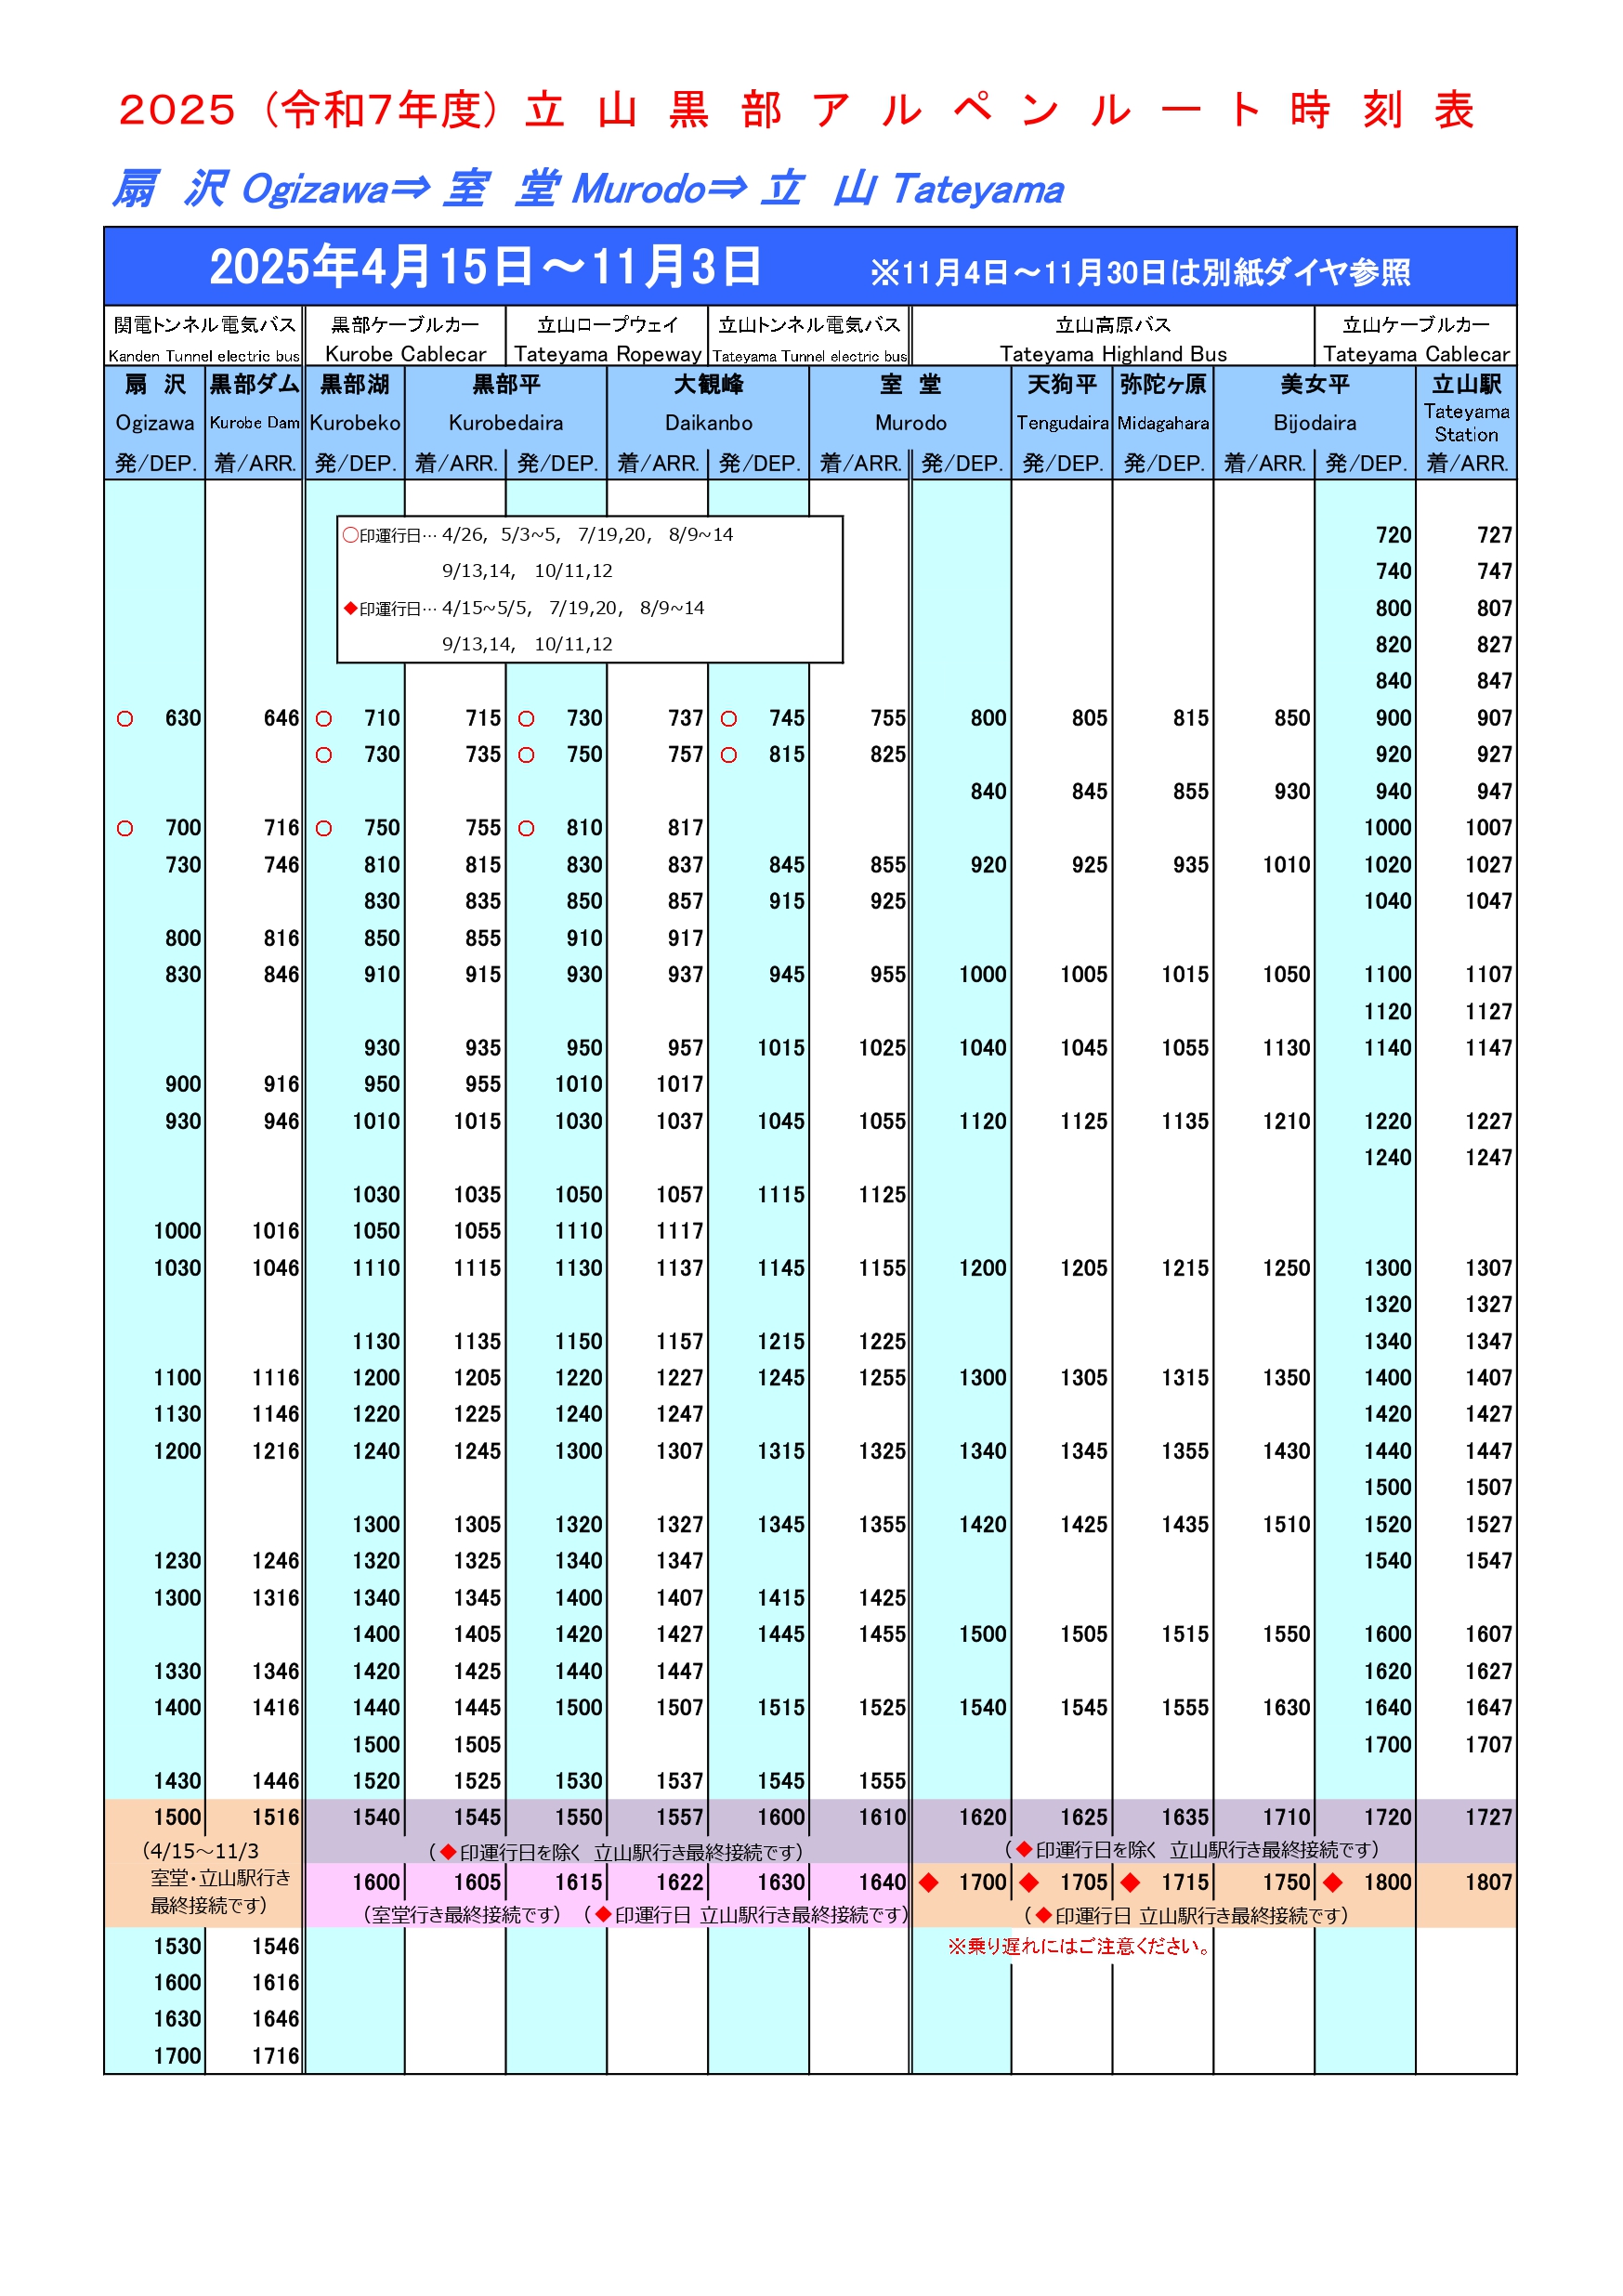 2025（令和7年度）立山黒部アルペンルート時刻表
扇 沢 Ogizawa⇒ 室 堂 Murodo⇒ 立 山 Tateyama
2025年4月15日～11月3日 ※11月4日～11月30日は別紙ダイヤ参照
関電トンネル電気バス 黒部ケーブルカー 立山ロープウェイ 立山トンネル電気バス 立山高原バス 立山ケーブルカー
Kanden Tunnel electric bus Kurobe Cablecar Tateyama Ropeway Tateyama Tunnel electric bus Tateyama Highland Bus Tateyama Cablecar
扇 沢 黒部ダム 黒部湖 黒部平 大観峰 室 堂 天狗平 弥陀ヶ原 美女平 立山駅
Ogizawa Kurobe Dam Kurobeko Kurobedaira Daikanbo Murodo Tengudaira Midagahara Bijodaira Tateyama Station
発/DEP. 着/ARR. 発/DEP. 着/ARR. 発/DEP. 着/ARR. 発/DEP. 着/ARR. 発/DEP. 発/DEP. 発/DEP. 着/ARR. 発/DEP. 着/ARR.
○印運行日… 4/26, 5/3~5, 7/19,20, 8/9~14 720 727
9/13,14, 10/11,12 740 747
◆印運行日… 4/15~5/5, 7/19,20, 8/9~14 800 807
9/13,14, 10/11,12 820 827
840 847
○ 630 646 ○ 710 715 ○ 730 737 ○ 745 755 800 805 815 850 900 907
○ 730 735 ○ 750 757 ○ 815 825 920 927
840 845 855 930 940 947
○ 700 716 ○ 750 755 ○ 810 817 1000 1007
730 746 810 815 830 837 845 855 920 925 935 1010 1020 1027
830 835 850 857 915 925 1040 1047
800 816 850 855 910 917
830 846 910 915 930 937 945 955 1000 1005 1015 1050 1100 1107
1120 1127
930 935 950 957 1015 1025 1040 1045 1055 1130 1140 1147
900 916 950 955 1010 1017
930 946 1010 1015 1030 1037 1045 1055 1120 1125 1135 1210 1220 1227
1240 1247
1030 1035 1050 1057 1115 1125
1000 1016 1050 1055 1110 1117
1030 1046 1110 1115 1130 1137 1145 1155 1200 1205 1215 1250 1300 1307
1320 1327
1130 1135 1150 1157 1215 1225 1340 1347
1100 1116 1200 1205 1220 1227 1245 1255 1300 1305 1315 1350 1400 1407
1130 1146 1220 1225 1240 1247 1420 1427
1200 1216 1240 1245 1300 1307 1315 1325 1340 1345 1355 1430 1440 1447
1500 1507
1300 1305 1320 1327 1345 1355 1420 1425 1435 1510 1520 1527
1230 1246 1320 1325 1340 1347 1540 1547
1300 1316 1340 1345 1400 1407 1415 1425
1400 1405 1420 1427 1445 1455 1500 1505 1515 1550 1600 1607
1330 1346 1420 1425 1440 1447 1620 1627
1400 1416 1440 1445 1500 1507 1515 1525 1540 1545 1555 1630 1640 1647
1500 1505 1700 1707
1430 1446 1520 1525 1530 1537 1545 1555
1500 1516 1540 1545 1550 1557 1600 1610 1620 1625 1635 1710 1720 1727
（4/15～11/3 （◆印運行日を除く 立山駅行き最終接続です） （◆印運行日を除く 立山駅行き最終接続です）
室堂・立山駅行き 1600 1605 1615 1622 1630 1640 ◆ 1700 ◆ 1705 ◆ 1715 1750 ◆ 1800 1807
最終接続です） （室堂行き最終接続です） （◆印運行日 立山駅行き最終接続です） （◆印運行日 立山駅行き最終接続です）
1530 1546 ※乗り遅れにはご注意ください。
1600 1616
1630 1646
1700 1716